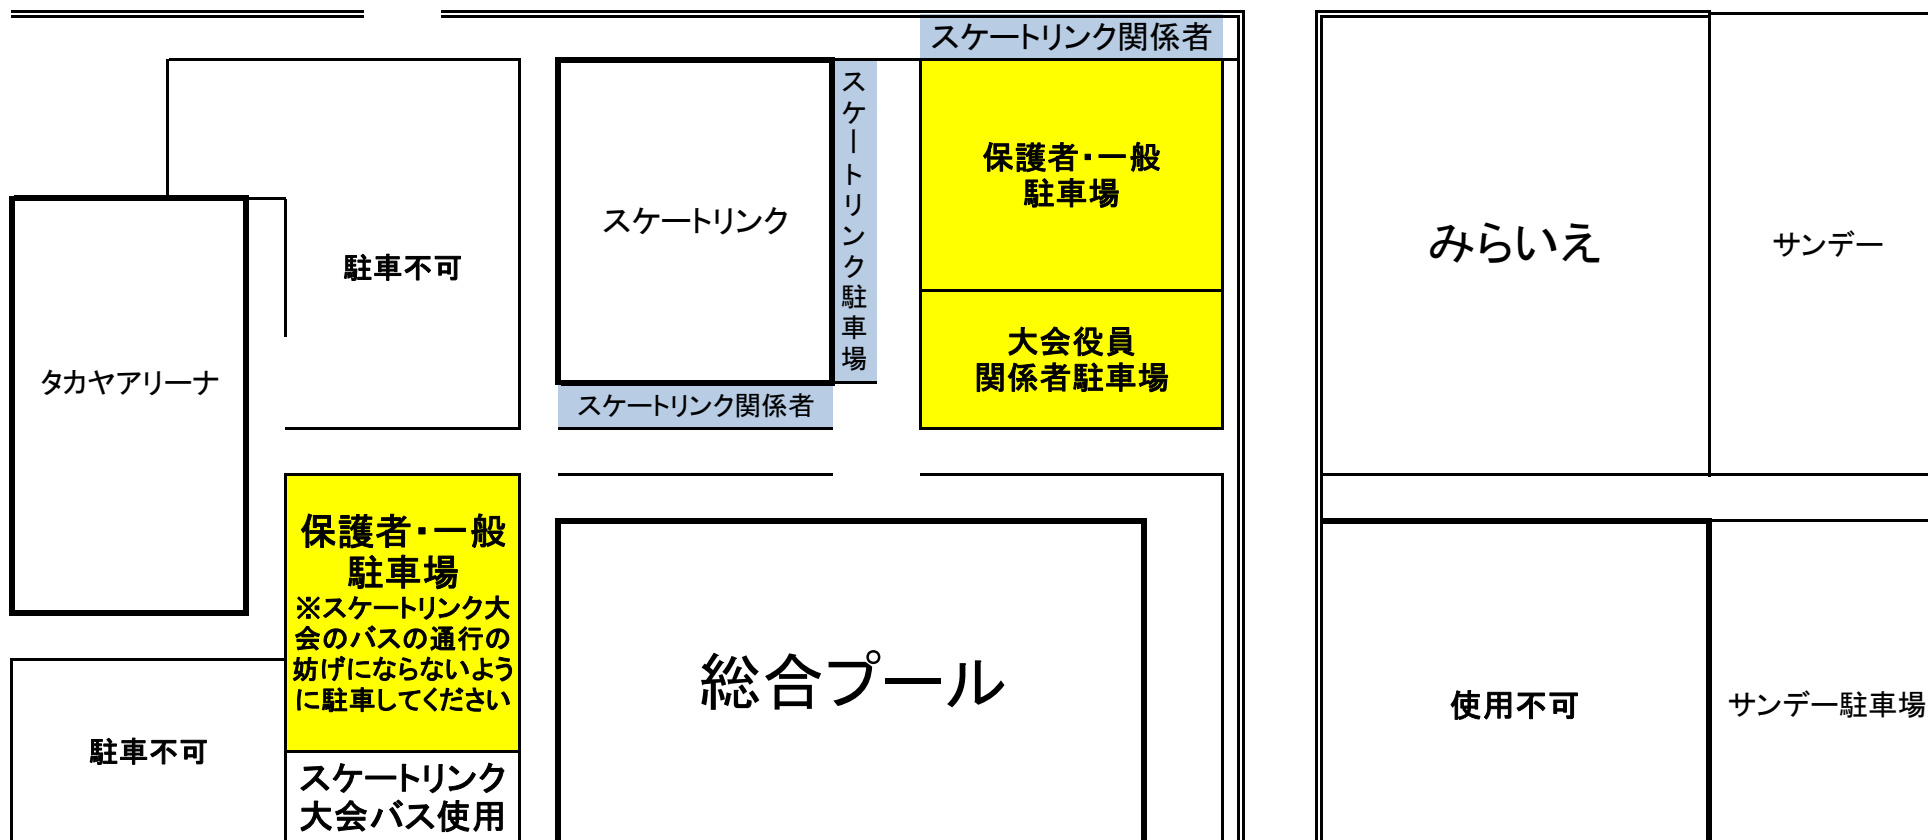 スケートリンク関係者
スケートリンク駐車場
保護者・一般
駐車場
スケートリンク
みらいえ
サンデー
駐車不可
大会役員
関係者駐車場
タカヤアリーナ
スケートリンク関係者
保護者・一般
駐車場
※スケートリンク大
会のバスの通行の
妨げにならないよう
に駐車してください
総合プール
使用不可
サンデー駐車場
駐車不可
スケートリンク
大会バス使用